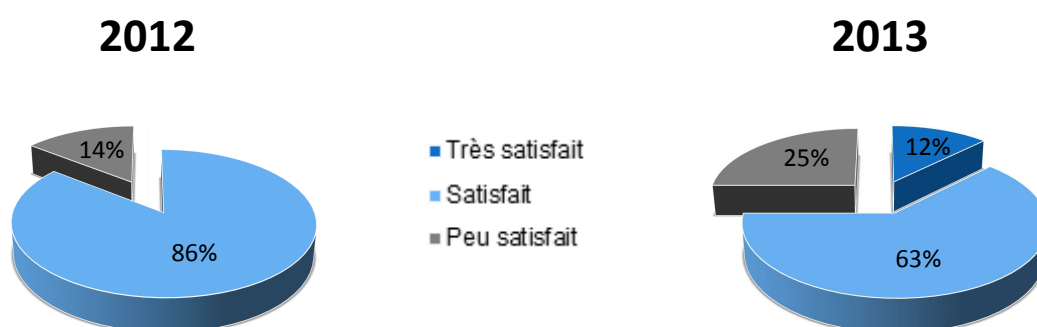 2012
2013
14%
86%
Très satisfait
Satisfait
Peu satisfait
25%
12%
63%